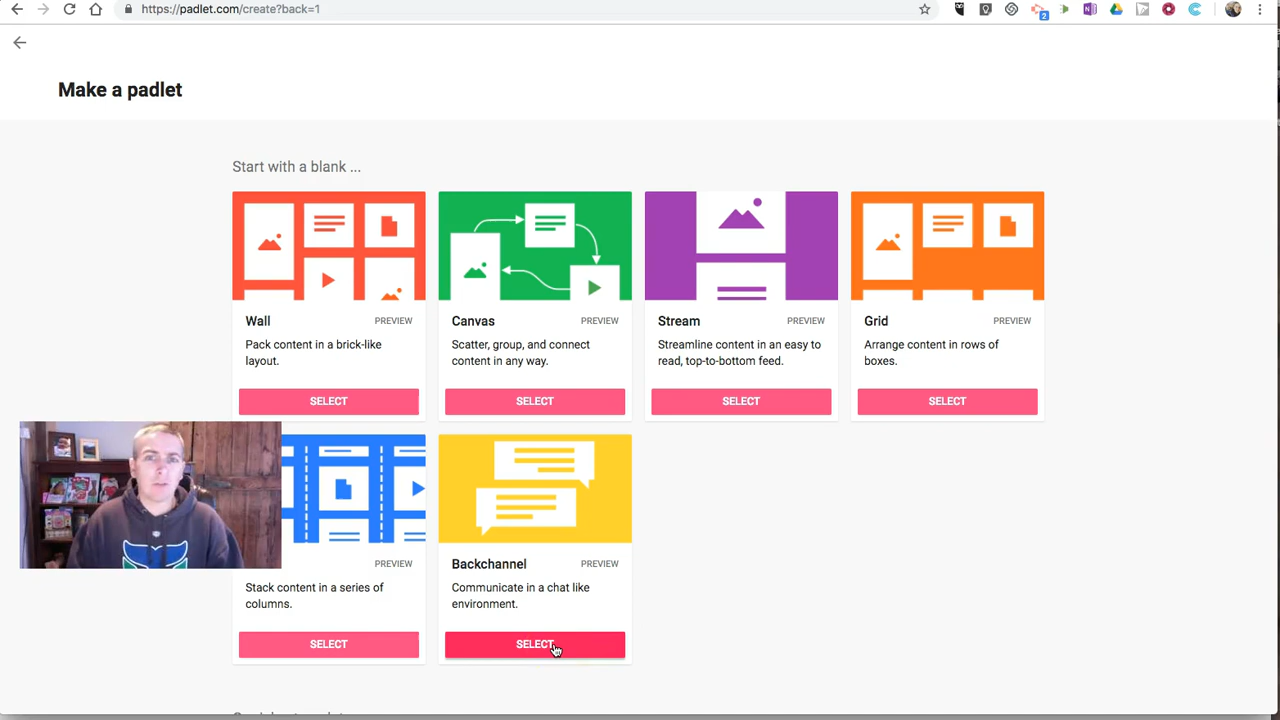 https://padlet.com/create?back=1
2
Make a padlet
Start with a blank ...
Wall PREVIEW
Pack content in a brick-like
layout.
SELECT
Canvas PREVIEW
Scatter, group, and connect
content in any way.
SELECT
Stream PREVIEW
Streamline content in an easy to
read, top-to-bottom feed.
SELECT
Grid PREVIEW
Arrange content in rows of
boxes.
SELECT
PREVIEW
Stack content in a series of
columns.
SELECT
Backchannel PREVIEW
Communicate in a chat like
environment.
SELECT